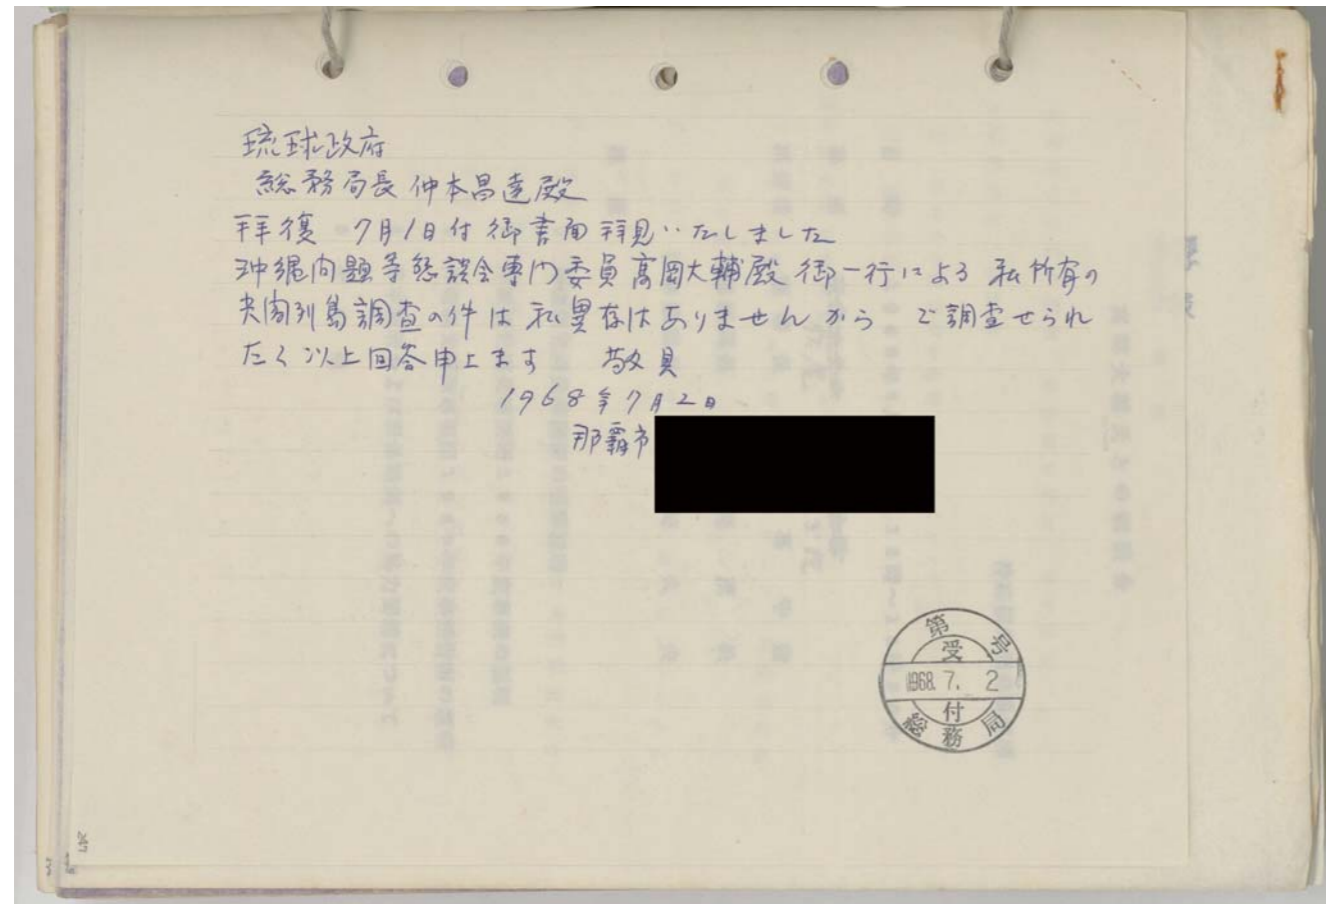 琉球政府
総務局長 仲本昌達殿
拝復 7月1日付 御書面拝見いたしました
沖縄問題等懇談会専門委員高岡大輔殿御一行による 私所有の
尖閣列島調査の件は 私異存はありませんから ご調査せられ
たく以上回答申上ます 敬具
1968年7月2日
那覇市
第 号
受
1968. 7. 2
付
総務局